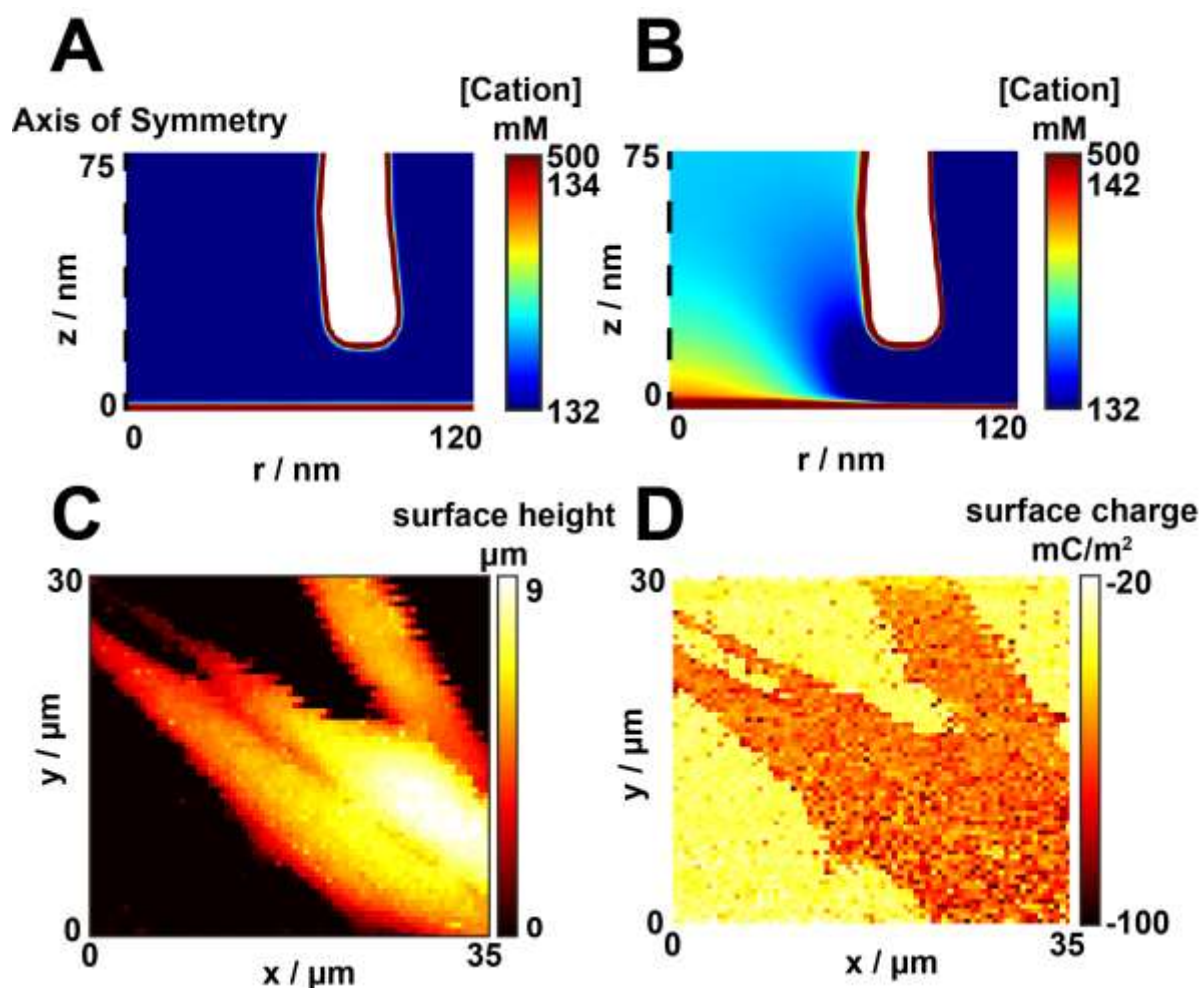 A
B
Axis of Symmetry
[Cation]
mM
[Cation]
mM
75
z / nm
0
0
120
r / nm
500
134
132
75
z / nm
0
0
120
r / nm
500
142
132
C
D
surface height
µm
surface charge
mC/m²
30
y / µm
0
0
35
x / µm
9
0
30
y / µm
0
0
35
x / µm
-20
-100